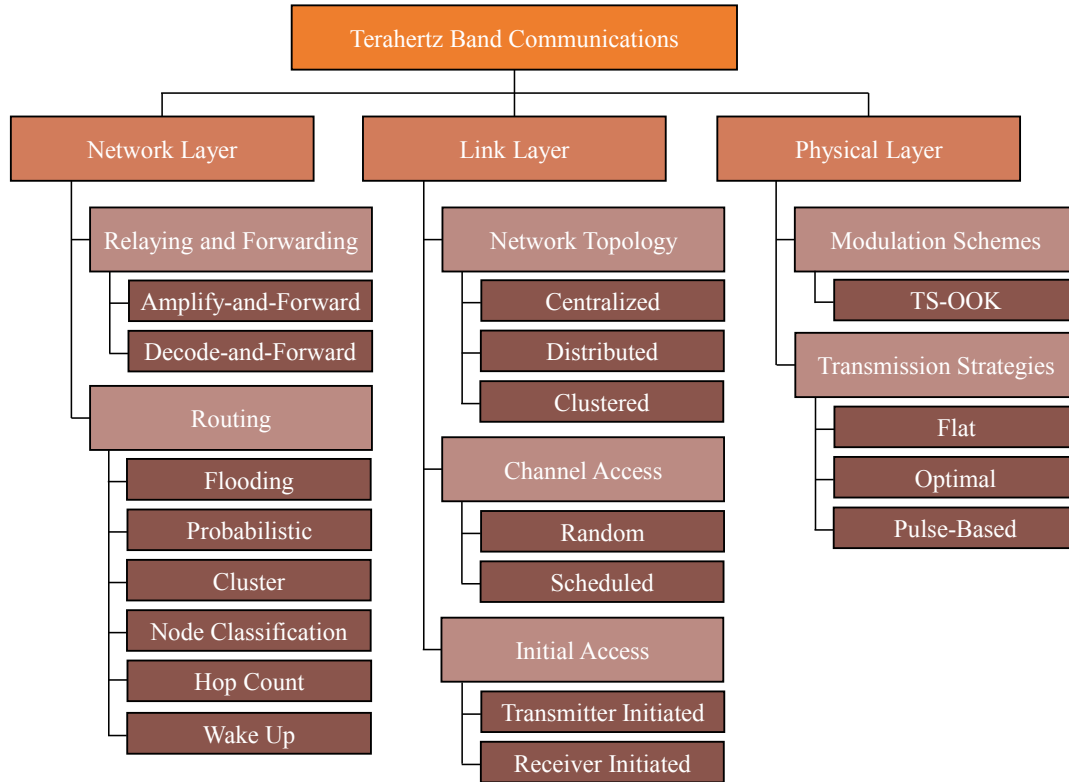 Terahertz Band Communications
Network Layer
Relaying and Forwarding
Amplify-and-Forward
Decode-and-Forward
Routing
Flooding
Probabilistic
Cluster
Node Classification
Hop Count
Wake Up
Link Layer
Network Topology
Centralized
Distributed
Clustered
Channel Access
Random
Scheduled
Initial Access
Transmitter Initiated
Receiver Initiated
Physical Layer
Modulation Schemes
TS-OOK
Transmission Strategies
Flat
Optimal
Pulse-Based